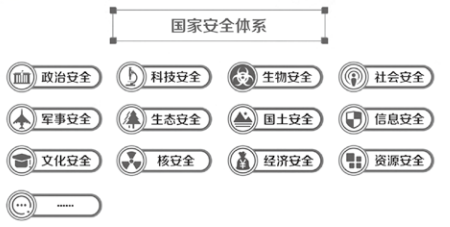 国家安全体系
政治安全 科技安全 生物安全 社会安全
军事安全 生态安全 国土安全 信息安全
文化安全 核安全 经济安全 资源安全
……